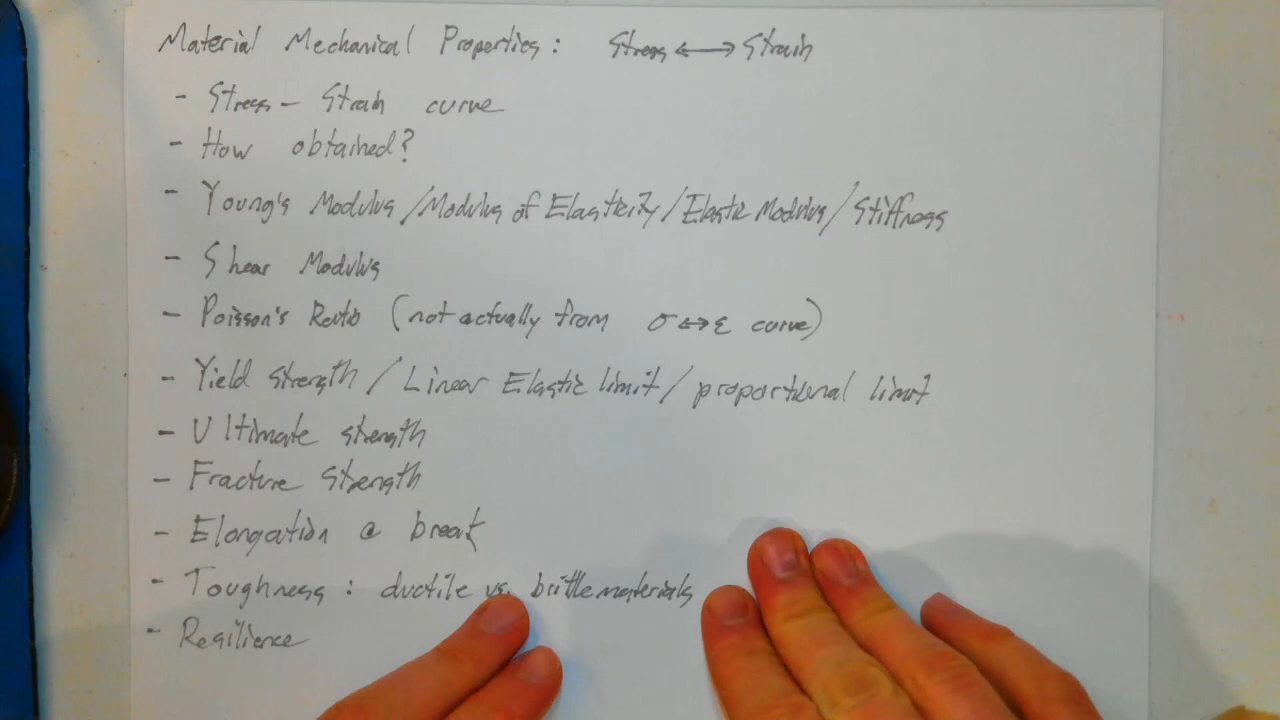 Material Mechanical Properties: Stress ↔ Strain
- Stress - Strain curve
- How obtained?
- Young's Modulus / Modulus of Elasticity / Elastic Modulus / Stiffness
- Shear Modulus
- Poisson's Ratio (not actually from σ↔ε curve)
- Yield Strength / Linear Elastic limit / proportional limit
- Ultimate strength
- Fracture Strength
- Elongation @ break
- Toughness: ductile vs. brittle materials
- Resilience